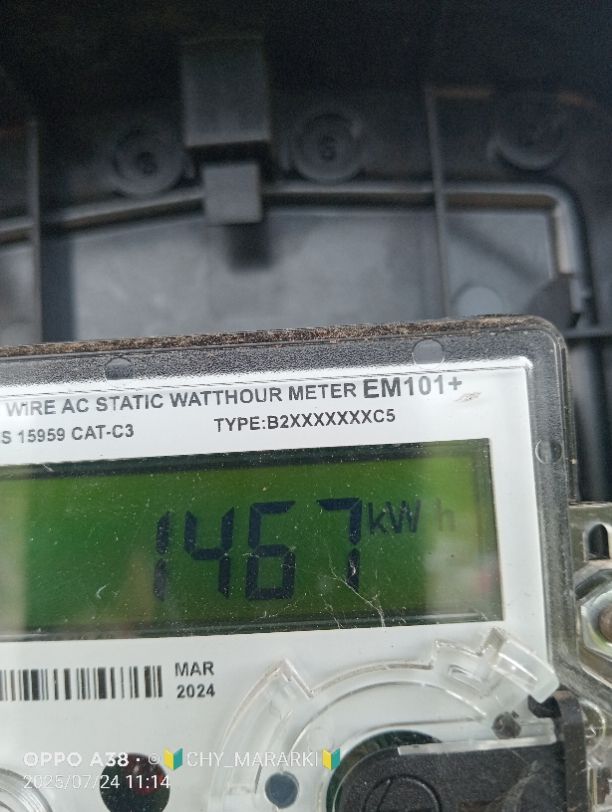 WIRE AC STATIC WATTHOUR METER EM101+
S 15959 CAT-C3 TYPE:B2XXXXXXXC5
1467 kWh
MAR
2024
OPPO A38 · ©🔰CHY_MARARKI🔰
2025/07/24 11:14